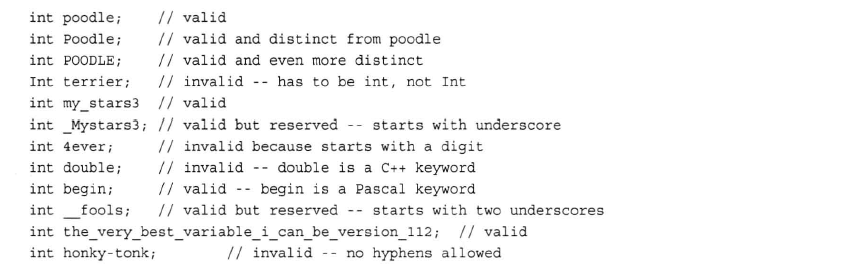 int poodle;    // valid
int Poodle;    // valid and distinct from poodle
int POODLE;    // valid and even more distinct
Int terrier;   // invalid -- has to be int, not Int
int my_stars3  // valid
int _Mystars3; // valid but reserved -- starts with underscore
int 4ever;     // invalid because starts with a digit
int double;    // invalid -- double is a C++ keyword
int begin;     // valid -- begin is a Pascal keyword
int __fools;   // valid but reserved -- starts with two underscores
int the_very_best_variable_i_can_be_version_112;  // valid
int honky-tonk;        // invalid -- no hyphens allowed